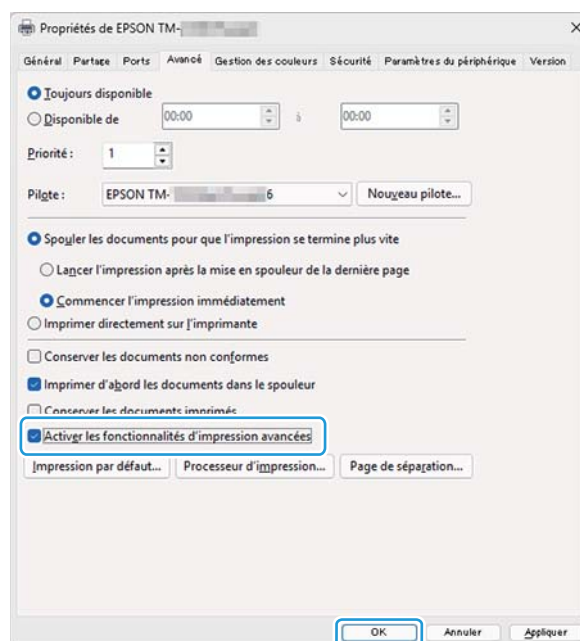 Propriétés de EPSON TM-
Général Partage Ports Avancé Gestion des couleurs Sécurité Paramètres du périphérique Version
Toujours disponible
Disponible de 00:00 à 00:00
Priorité : 1
Pilote : EPSON TM- 6 Nouveau pilote...
Spouler les documents pour que l'impression se termine plus vite
Lancer l'impression après la mise en spouleur de la dernière page
Commencer l'impression immédiatement
Imprimer directement sur l'imprimante
Conserver les documents non conformes
Imprimer d'abord les documents dans le spouleur
Conserver les documents imprimés
Activer les fonctionnalités d'impression avancées
Impression par défaut... Processeur d'impression... Page de séparation...
OK Annuler Appliquer